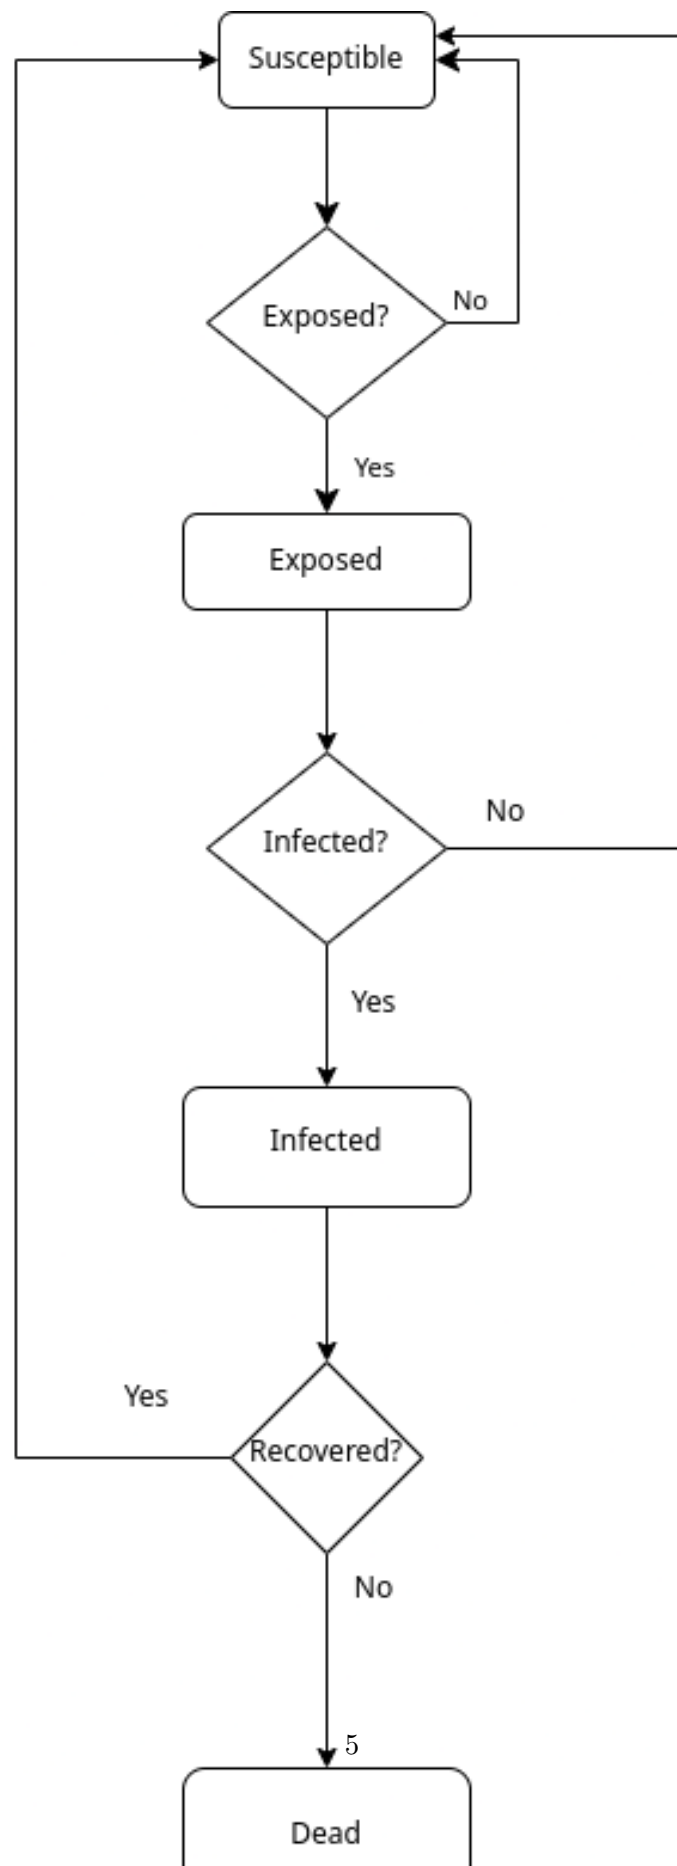 Susceptible
Exposed?
No
Yes
Exposed
Infected?
No
Yes
Infected
Yes
Recovered?
No
5
Dead